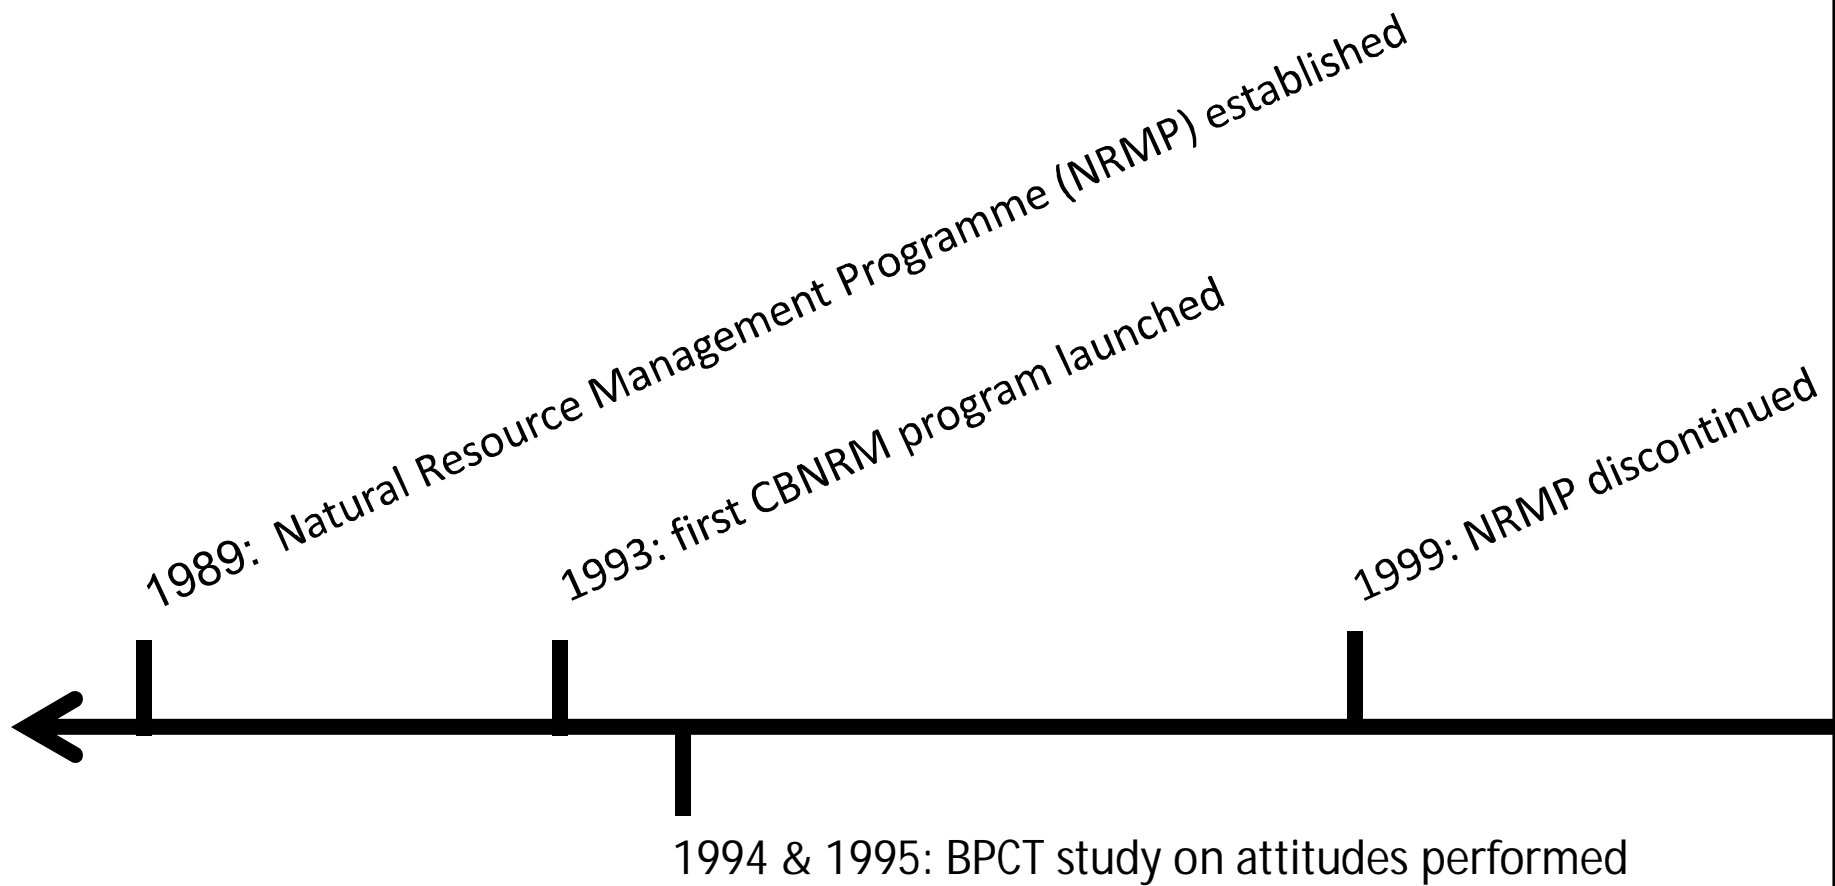 1989: Natural Resource Management Programme (NRMP) established
1993: first CBNRM program launched
1999: NRMP discontinued
1994 & 1995: BPCT study on attitudes performed